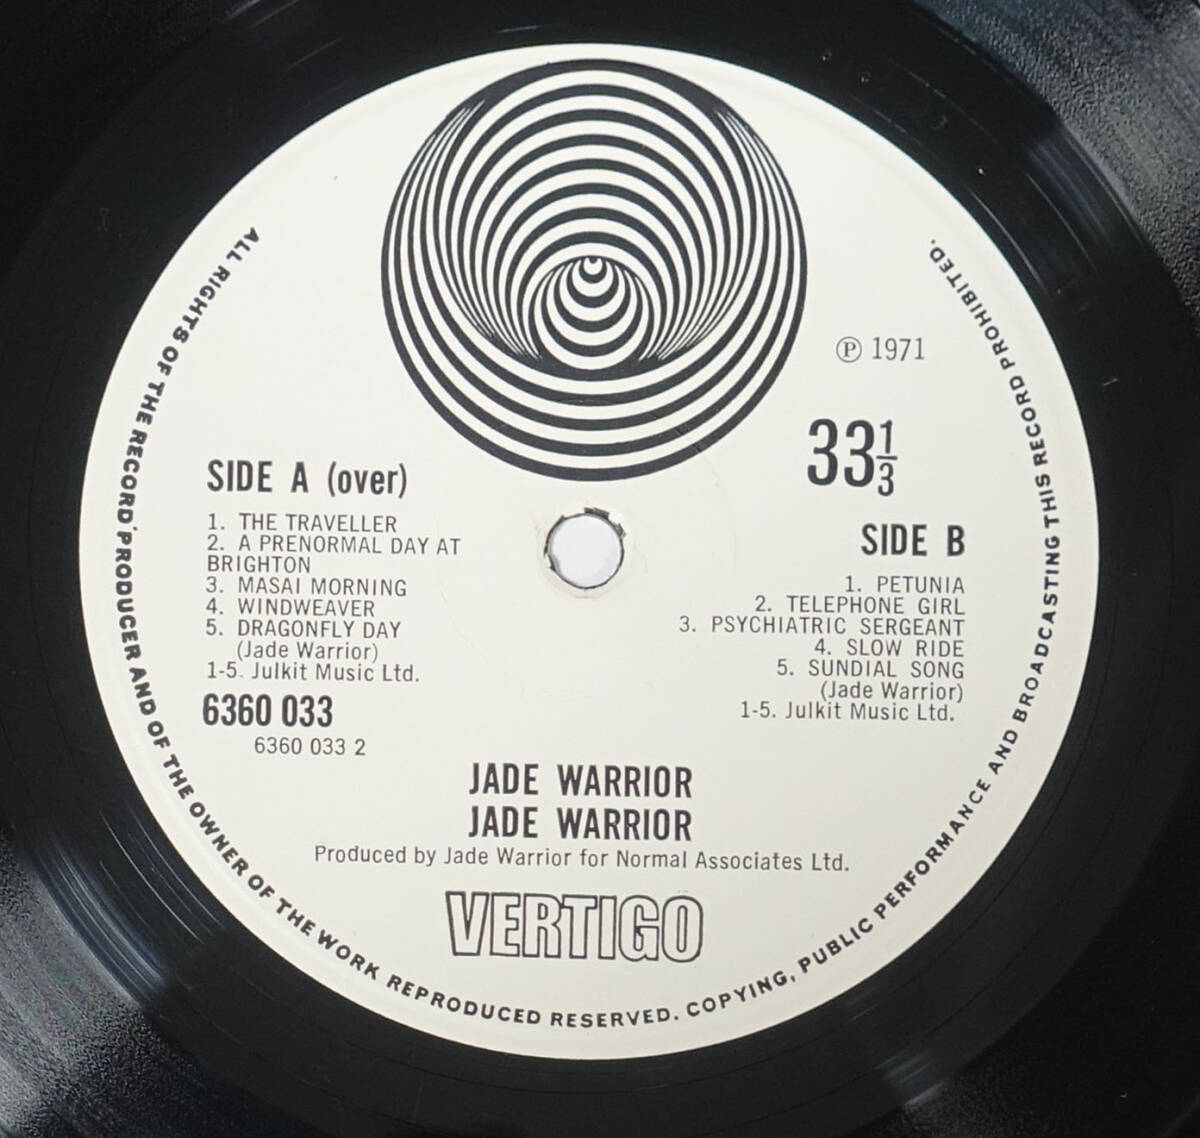 ALL RIGHTS OF THE RECORD PRODUCER AND OF THE OWNER OF THE WORK REPRODUCED RESERVED. COPYING, PUBLIC PERFORMANCE AND BROADCASTING THIS RECORD PROHIBITED.
℗ 1971
33 1/3
SIDE A (over)
1. THE TRAVELLER
2. A PRENORMAL DAY AT
BRIGHTON
3. MASAI MORNING
4. WINDWEAVER
5. DRAGONFLY DAY
(Jade Warrior)
1-5. Julkit Music Ltd.
6360 033
6360 033 2
SIDE B
1. PETUNIA
2. TELEPHONE GIRL
3. PSYCHIATRIC SERGEANT
4. SLOW RIDE
5. SUNDIAL SONG
(Jade Warrior)
1-5. Julkit Music Ltd.
JADE WARRIOR
JADE WARRIOR
Produced by Jade Warrior for Normal Associates Ltd.
VERTIGO